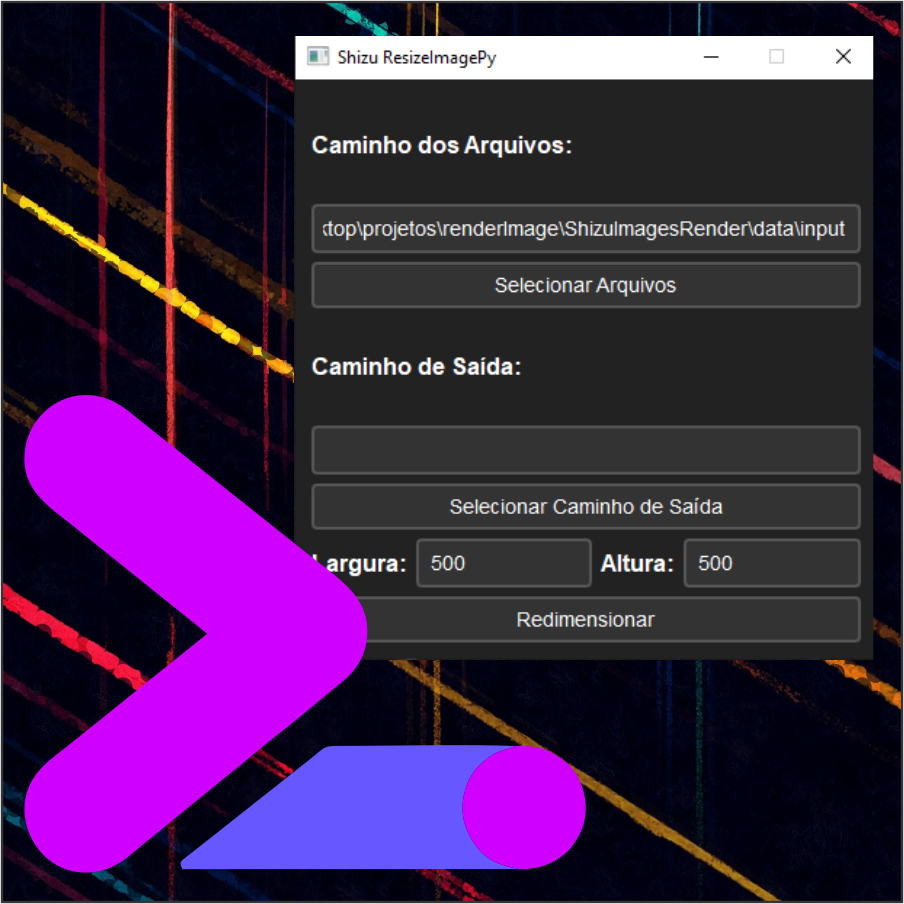 Shizu ResizeImagePy
Caminho dos Arquivos:
top\projetos\renderImage\ShizuImagesRender\data\input
Selecionar Arquivos
Caminho de Saída:
Selecionar Caminho de Saída
Largura: 500 Altura: 500
Redimensionar